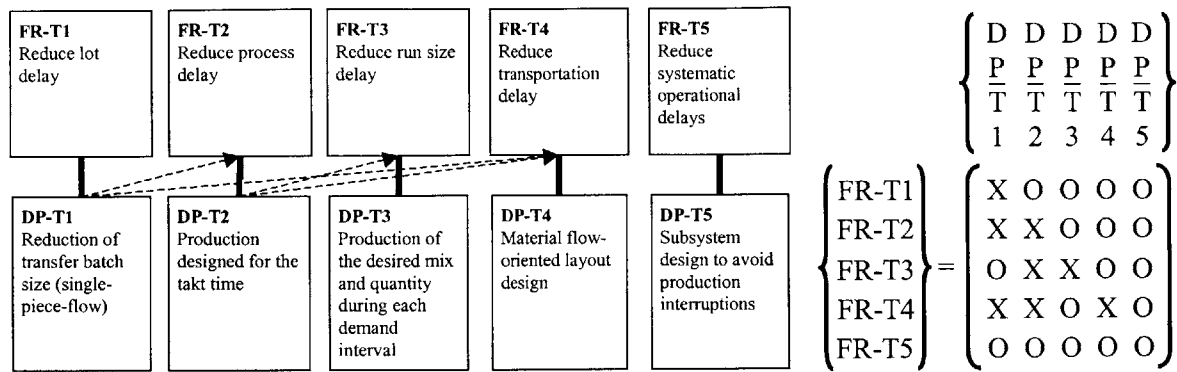 FR-T1
Reduce lot
delay
FR-T2
Reduce process
delay
FR-T3
Reduce run size
delay
FR-T4
Reduce
transportation
delay
FR-T5
Reduce
systematic
operational
delays
DP-T1
Reduction of
transfer batch
size (single-
piece-flow)
DP-T2
Production
designed for the
takt time
DP-T3
Production of
the desired mix
and quantity
during each
demand
interval
DP-T4
Material flow-
oriented layout
design
DP-T5
Subsystem
design to avoid
production
interruptions
D D D D D
P P P P P
T T T T T
1 2 3 4 5
FR-T1 X O O O O
FR-T2 X X O O O
FR-T3 = O X X O O
FR-T4 X X O X O
FR-T5 O O O O O